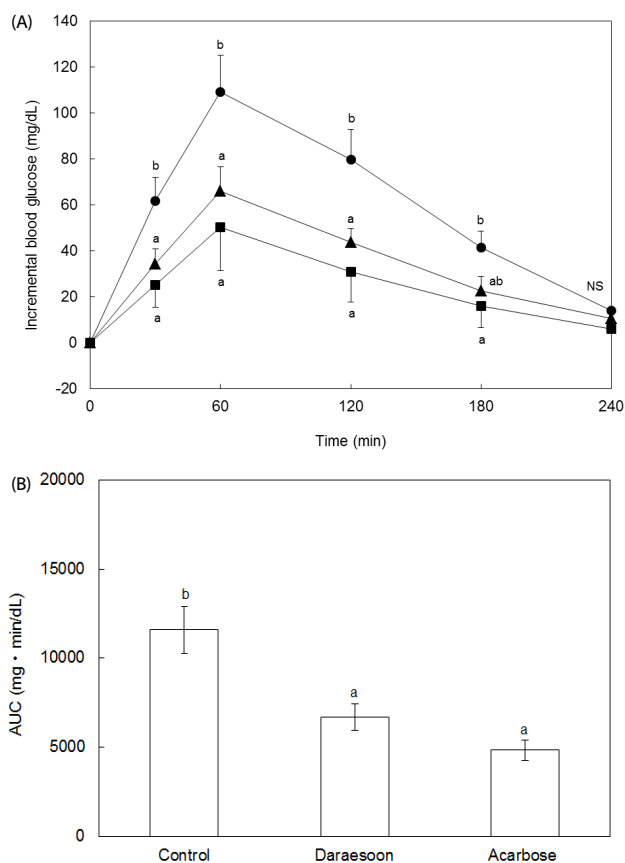 (A)
140
120
100
80
60
40
20
0
-20
Incremental blood glucose (mg/dL)
b
b
b
b
a
a
a
ab
a
a
a
a
NS
0
60
120
180
240
Time (min)
(B)
20000
15000
10000
5000
0
AUC (mg・min/dL)
b
a
a
Control
Daraesoon
Acarbose